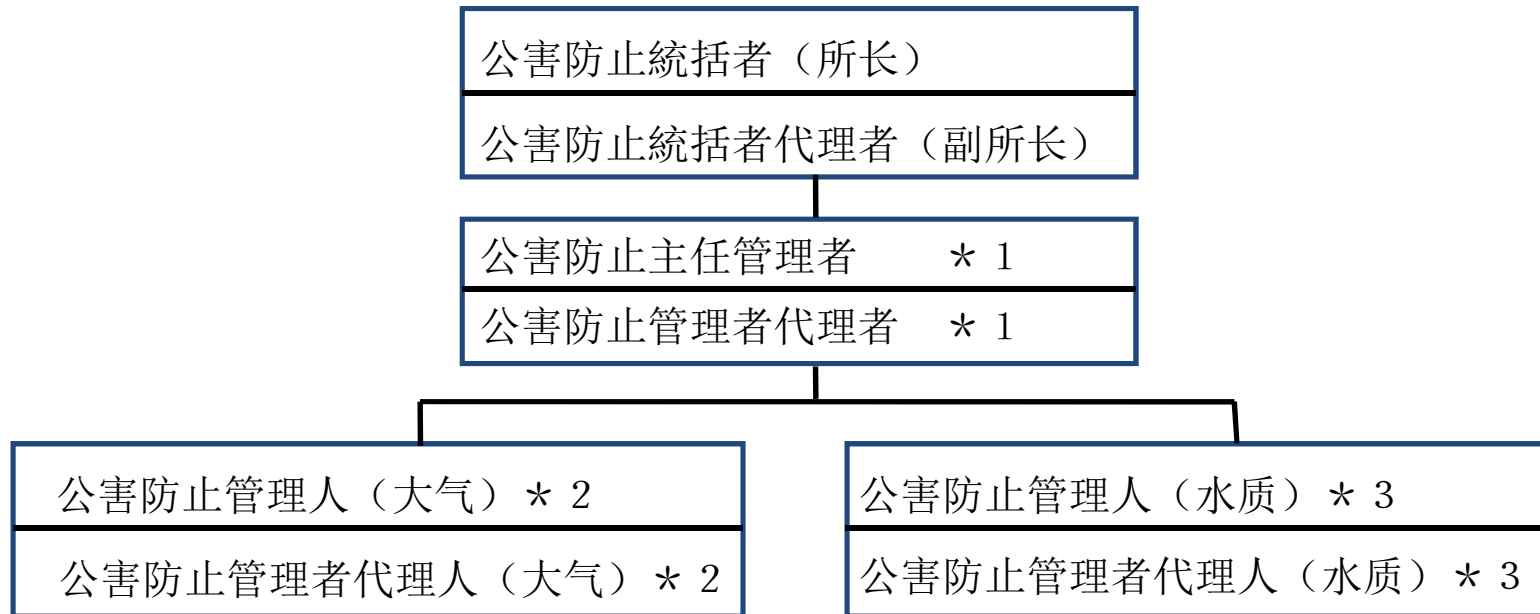 公害防止統括者（所长）
公害防止統括者代理者（副所长）
公害防止主任管理者　　＊１
公害防止管理者代理者　＊１
公害防止管理人（大气）＊２
公害防止管理者代理人（大气）＊２
公害防止管理人（水质）＊３
公害防止管理者代理人（水质）＊３